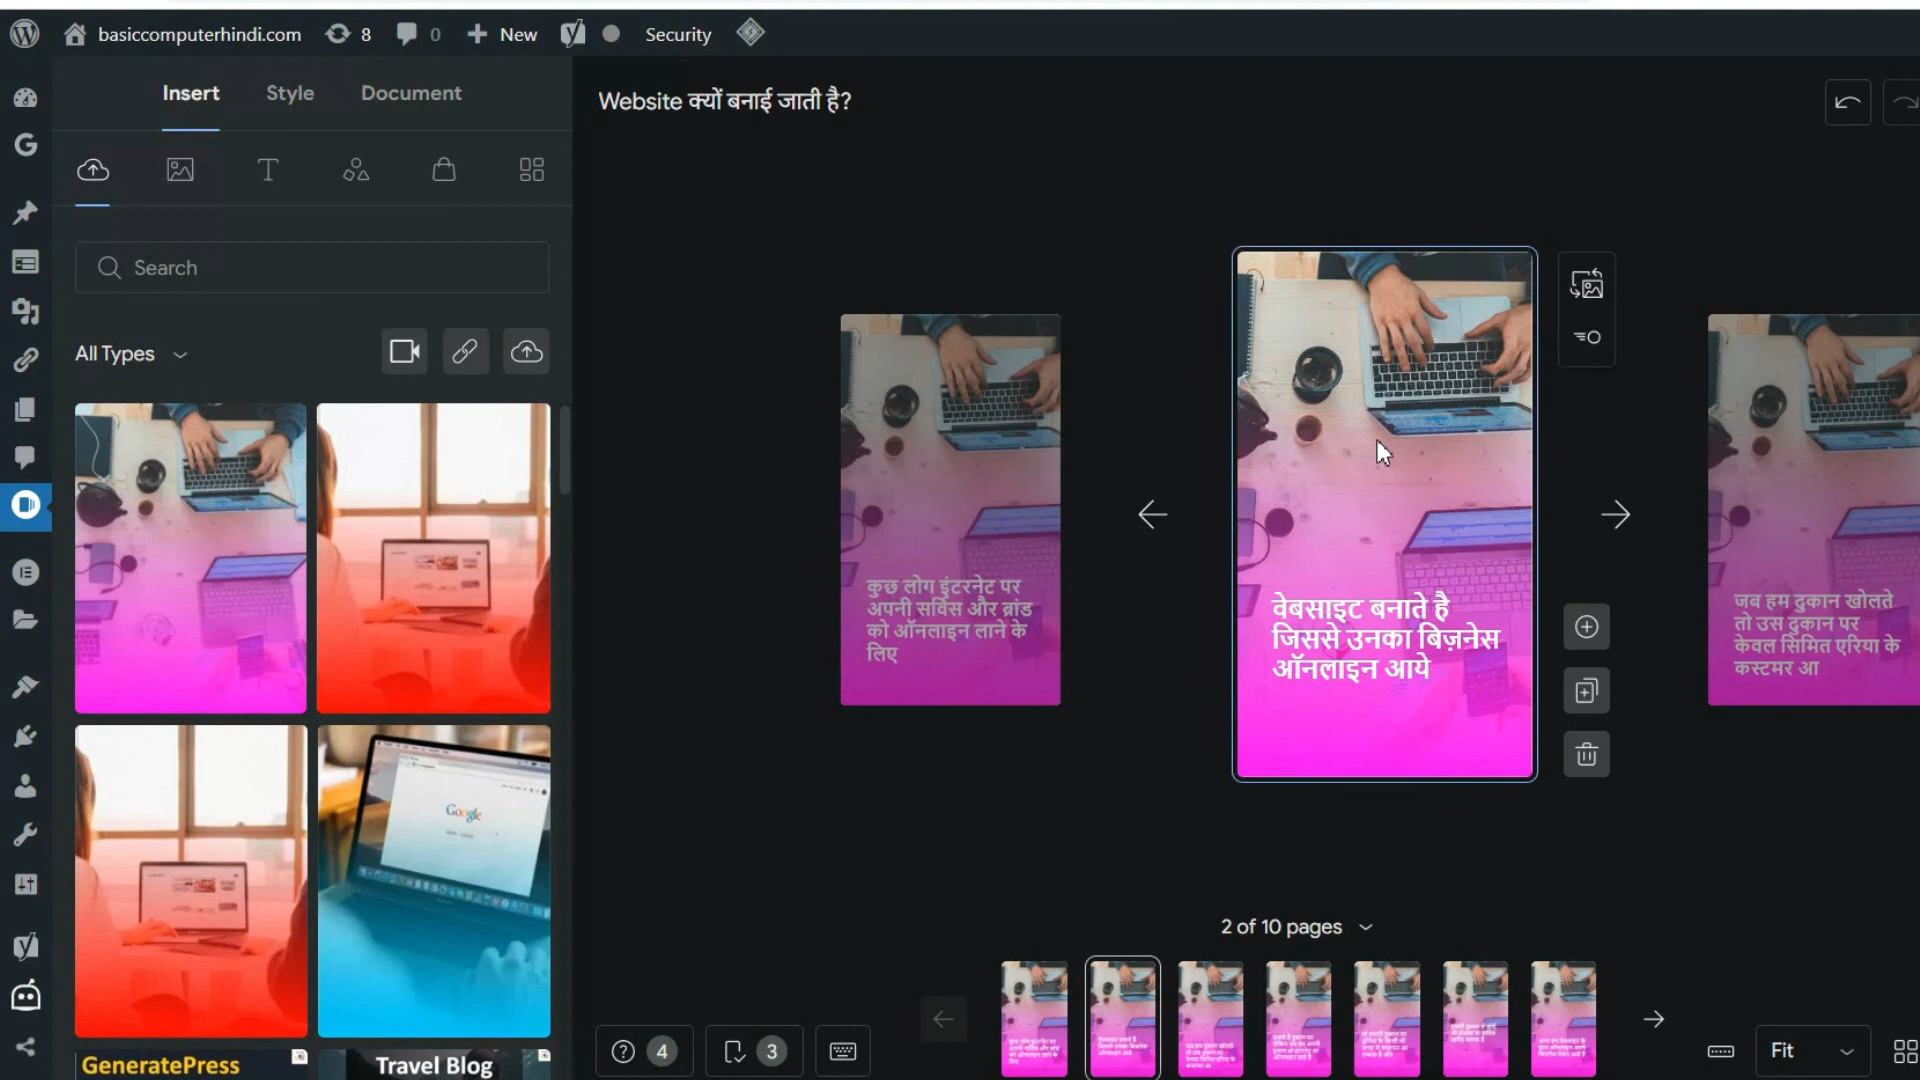 basiccomputerhindi.com
8
0
New
Security
Insert
Style
Document
Website क्यों बनाई जाती है?
Search
All Types
Google
GeneratePress
Travel Blog
कुछ लोग इंटरनेट पर
अपनी सर्विस और ब्रांड
को ऑनलाइन लाने के
लिए
वेबसाइट बनाते है
जिससे उनका बिज़नेस
ऑनलाइन आये
जब हम दुकान खोलते
तो उस दुकान पर
केवल सिमित एरिया के
कस्टमर आ
2 of 10 pages
4
3
Fit